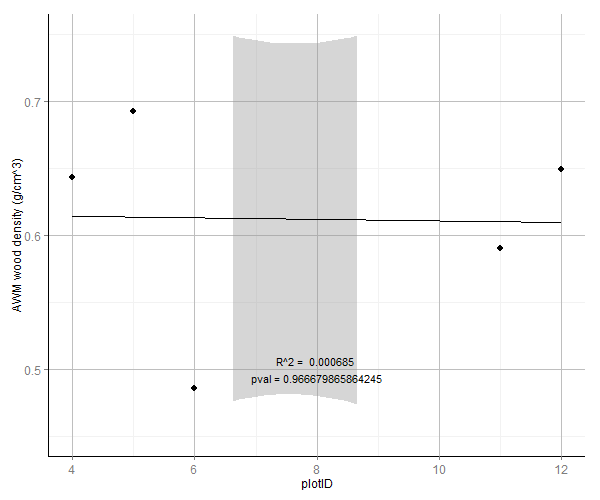 AWM wood density (g/cm^3)
0.7
0.6
0.5
R^2 =  0.000685
pval = 0.966679865864245
4 6 8 10 12
plotID